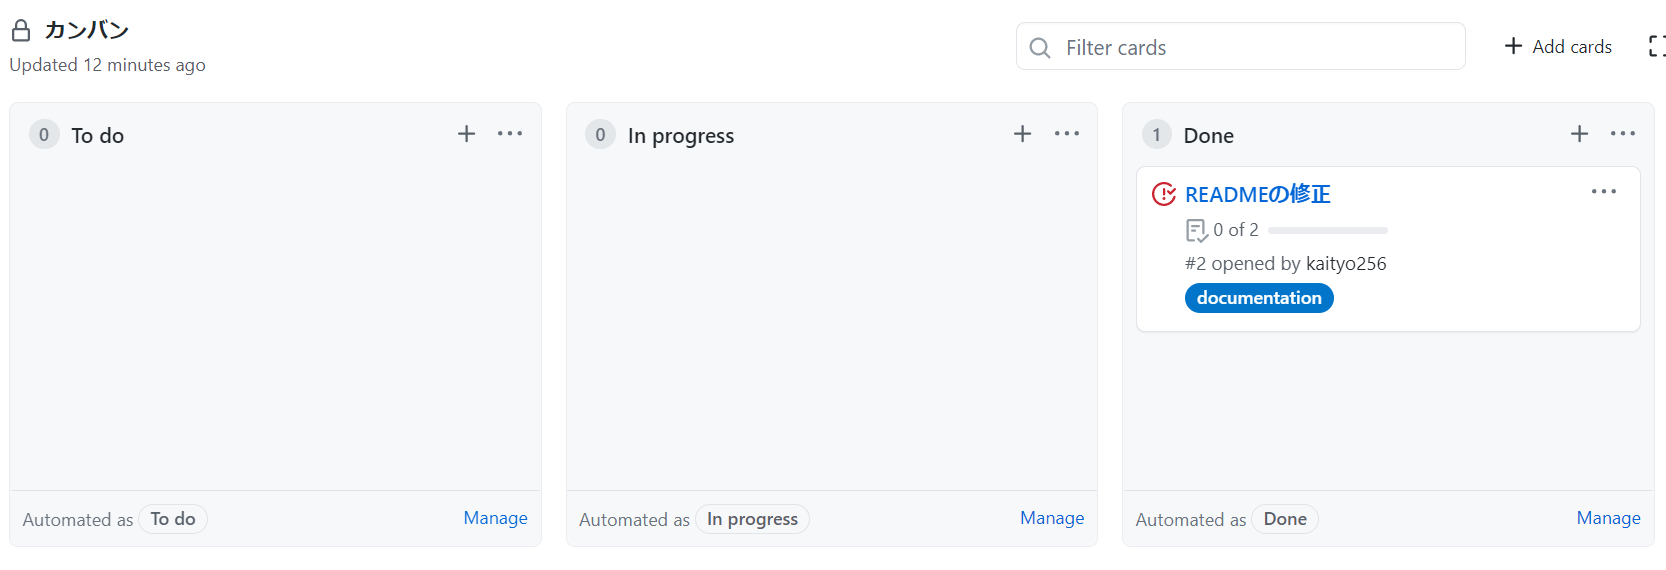 カンバン
Updated 12 minutes ago
Filter cards
Add cards
0 To do
0 In progress
1 Done
READMEの修正
0 of 2
#2 opened by kaityo256
documentation
Automated as To do Manage
Automated as In progress Manage
Automated as Done Manage